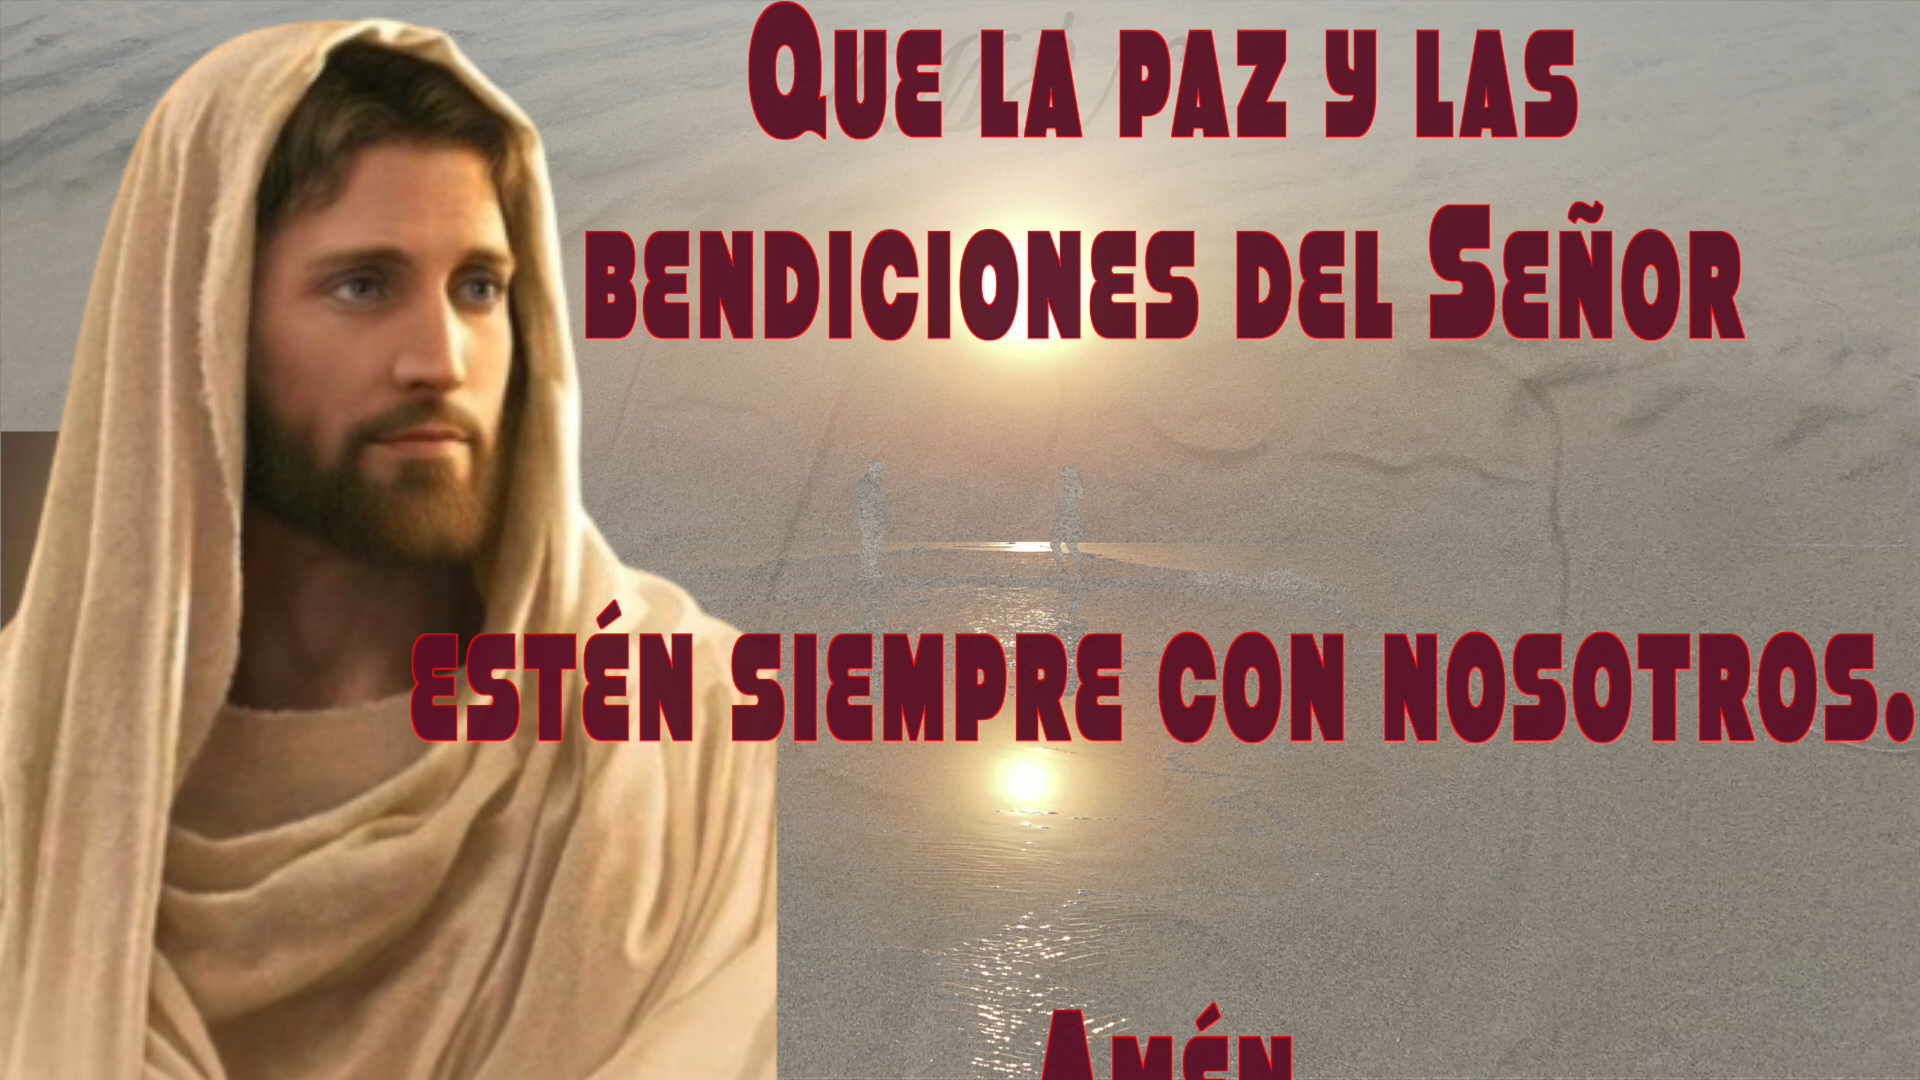 Que la paz y las
bendiciones del Señor
estén siempre con nosotros.
Amén